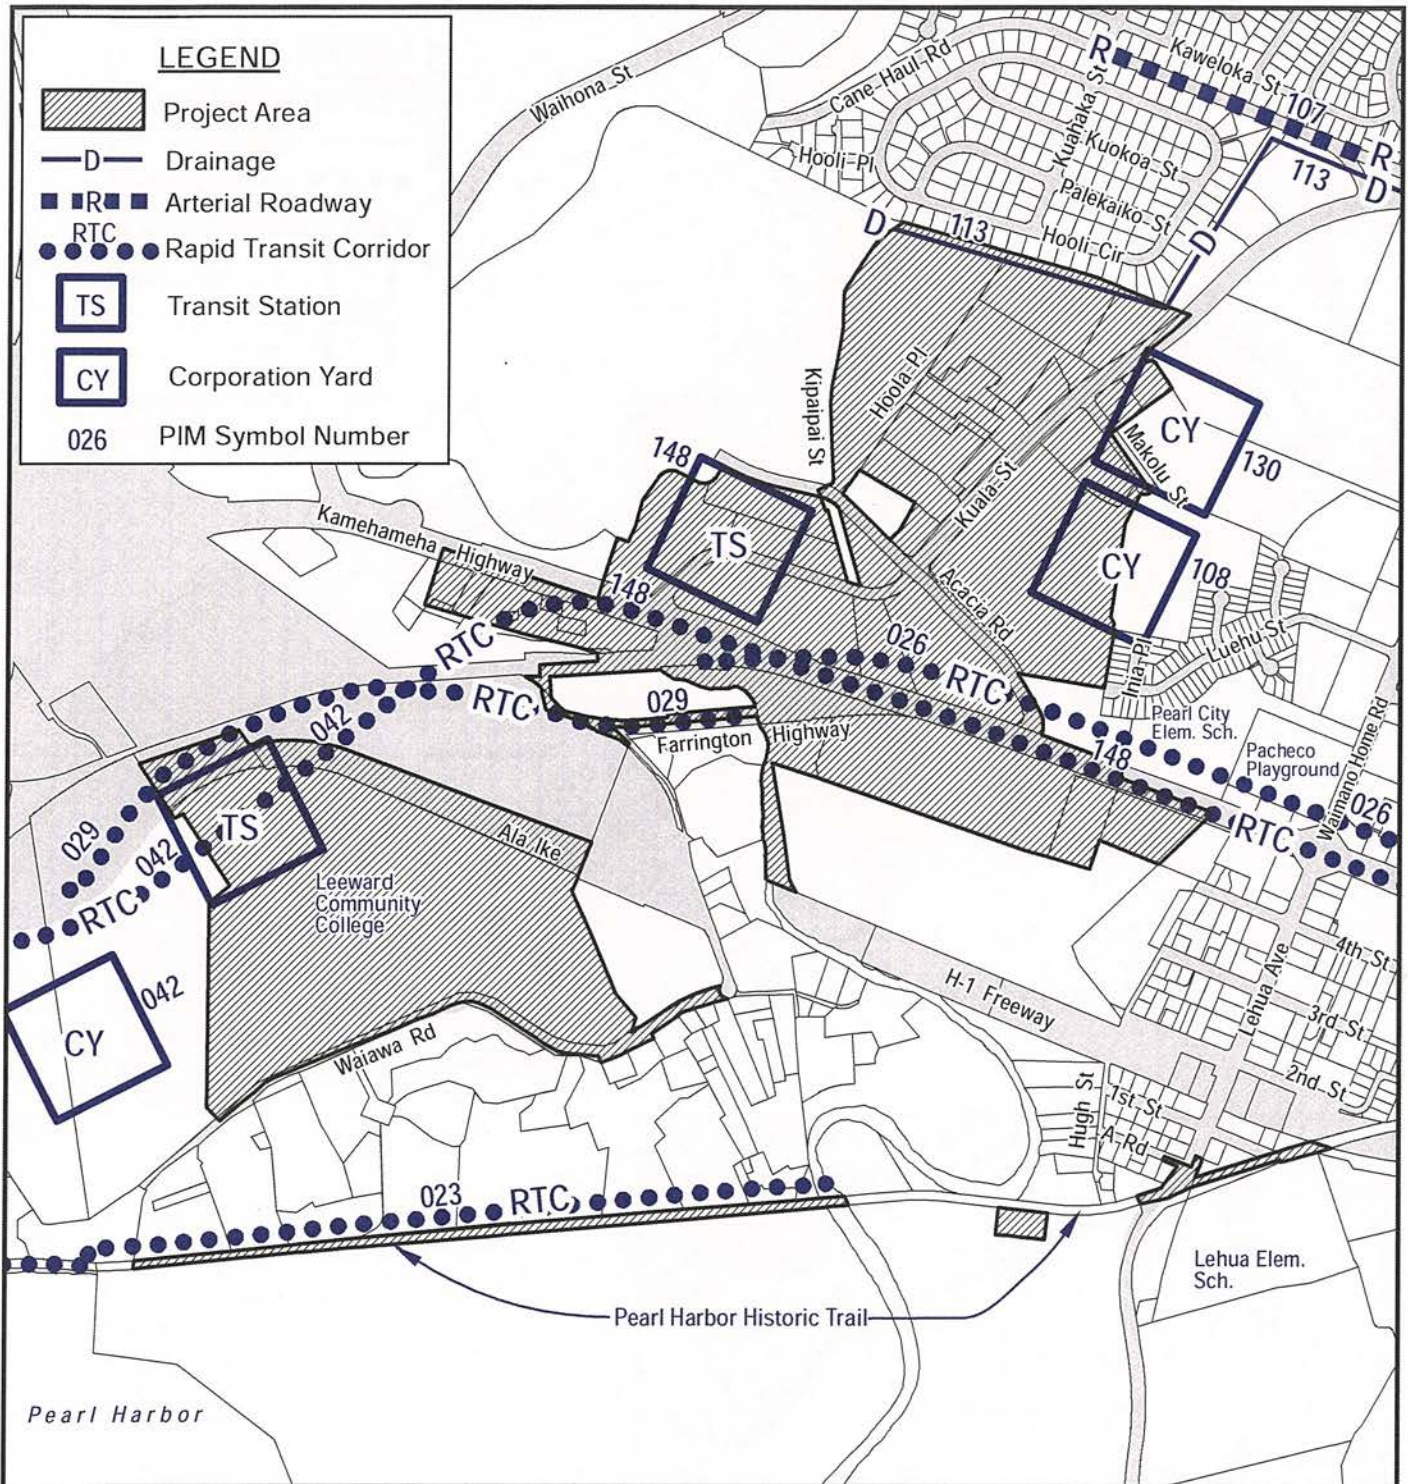 LEGEND
Project Area
D Drainage
R Arterial Roadway
RTC Rapid Transit Corridor
TS Transit Station
CY Corporation Yard
026 PIM Symbol Number
Waihona St
Cane Haul Rd
R
Kaweloka St
107
R
Kuahaka St
Kuokoa St
Hooli Pl
Palekaiko St
113
D
D
113
Hooli Cir
D
Kipaipai St
Hoola Pl
CY
Makolu St
130
148
Kuala St
Kamehameha Highway
TS
CY
108
148
Acacia Rd
026
Luehu St
Inia Pl
RTC
RTC
RTC
029
042
Farrington Highway
148
Pearl City
Elem. Sch.
Pacheco
Playground
Waimano Home Rd
026
RTC
029
TS
Ala Ike
042
RTC
Leeward
Community
College
4th St
042
CY
H-1 Freeway
Lehua Ave
3rd St
Waiawa Rd
2nd St
Hugh St
1st St
A Rd
023
RTC
Lehua Elem.
Sch.
Pearl Harbor Historic Trail
Pearl Harbor